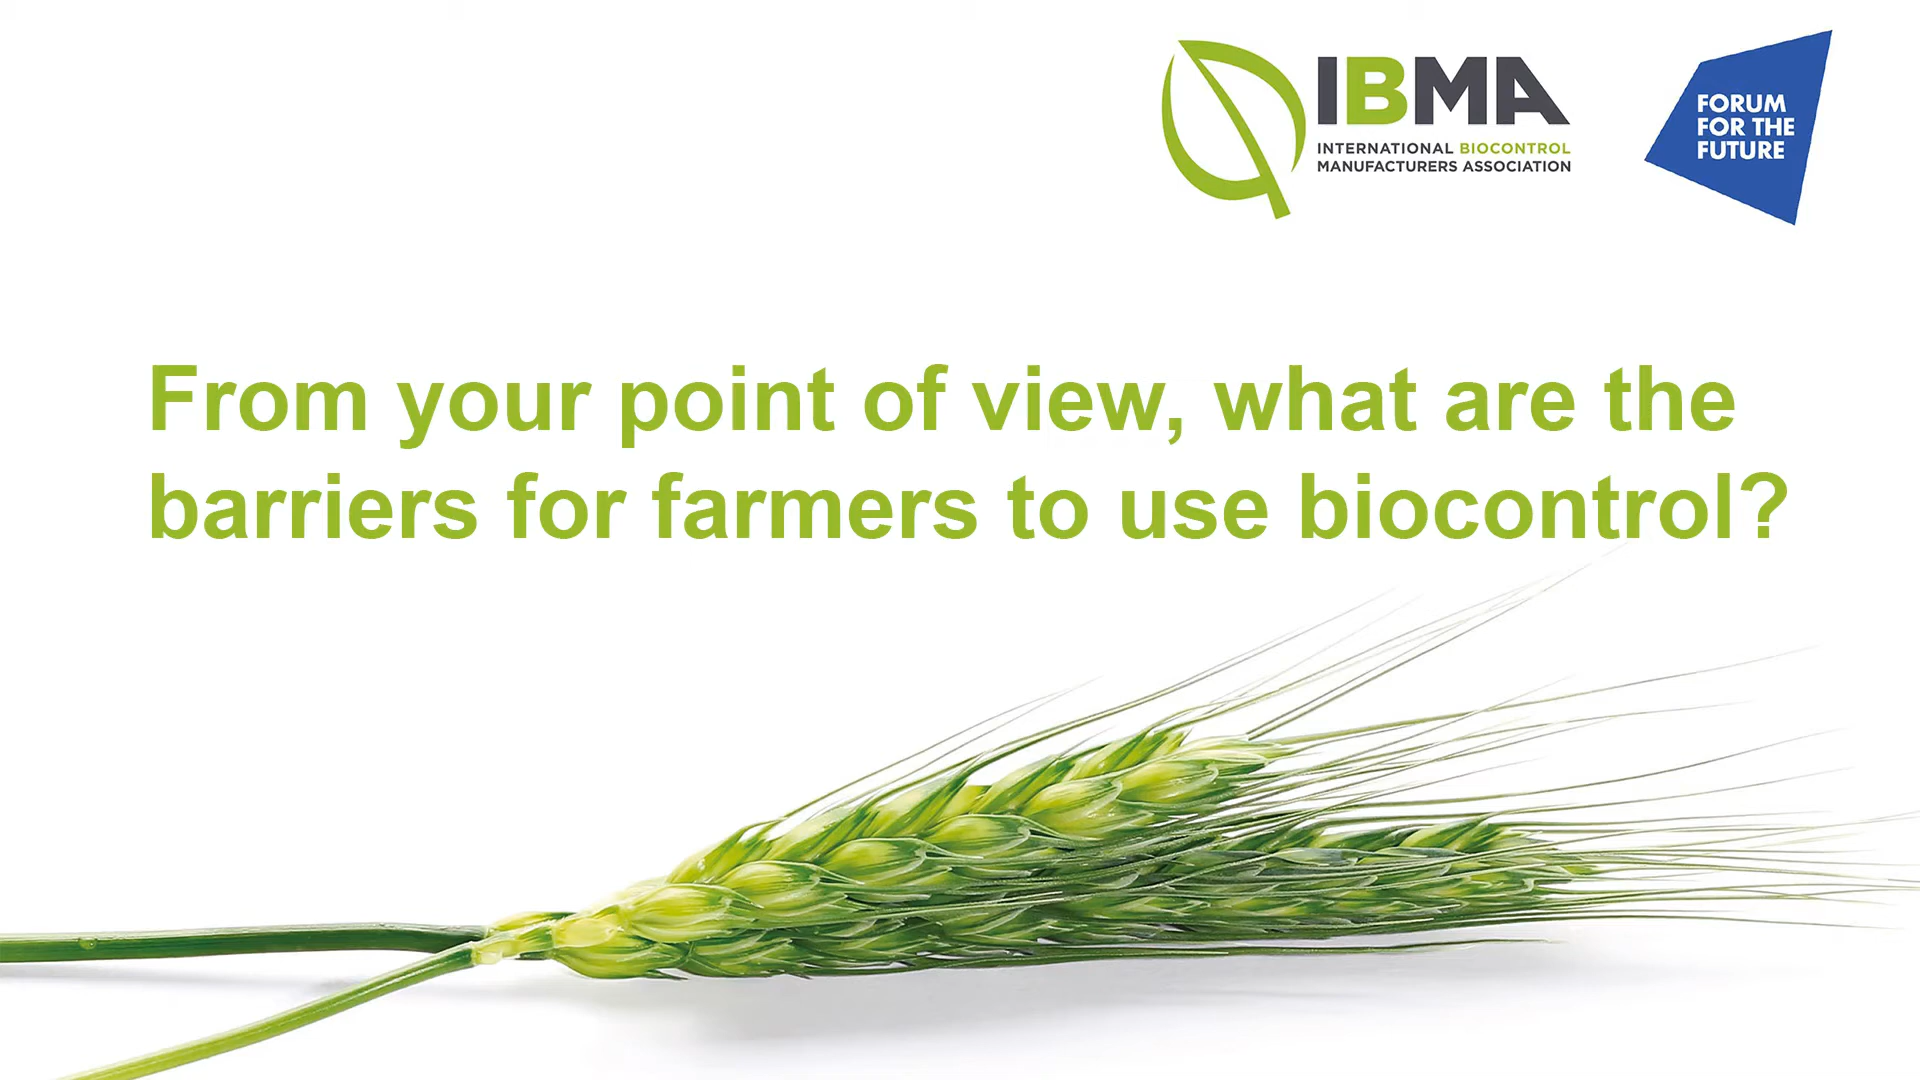 IBMA
INTERNATIONAL BIOCONTROL
MANUFACTURERS ASSOCIATION
FORUM
FOR THE
FUTURE
From your point of view, what are the
barriers for farmers to use biocontrol?